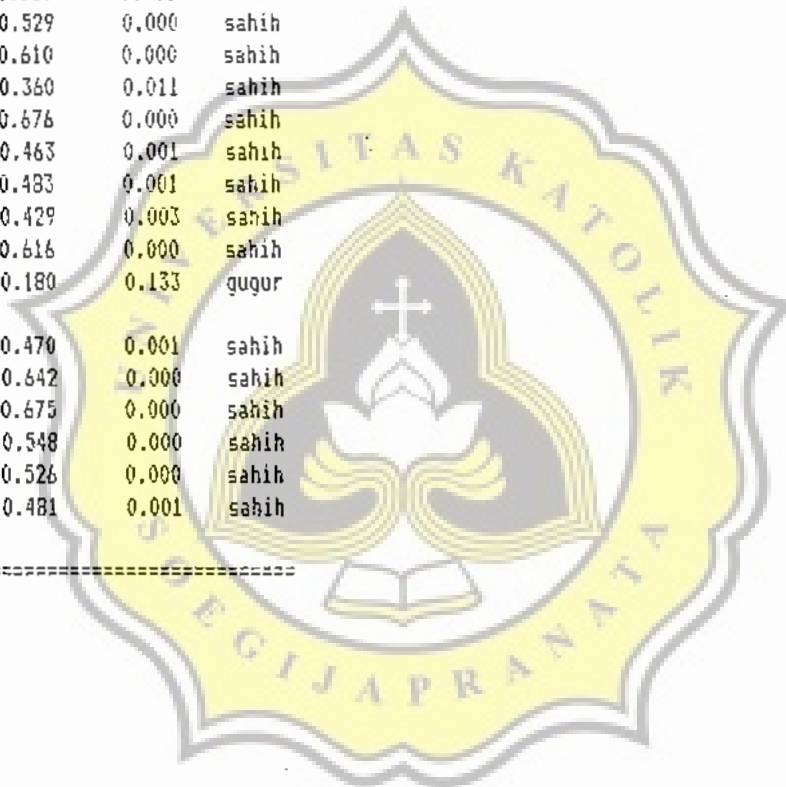 0.529 0.000 sahih
0.610 0.000 sahih
0.360 0.011 sahih
0.676 0.000 sahih
0.463 0.001 sahih
0.483 0.001 sahih
0.429 0.003 sahih
0.616 0.000 sahih
0.180 0.133 gugur
0.470 0.001 sahih
0.642 0.000 sahih
0.675 0.000 sahih
0.548 0.000 sahih
0.526 0.000 sahih
0.481 0.001 sahih
UNIVERSITAS KATOLIK
SOEGIJAPRANATA